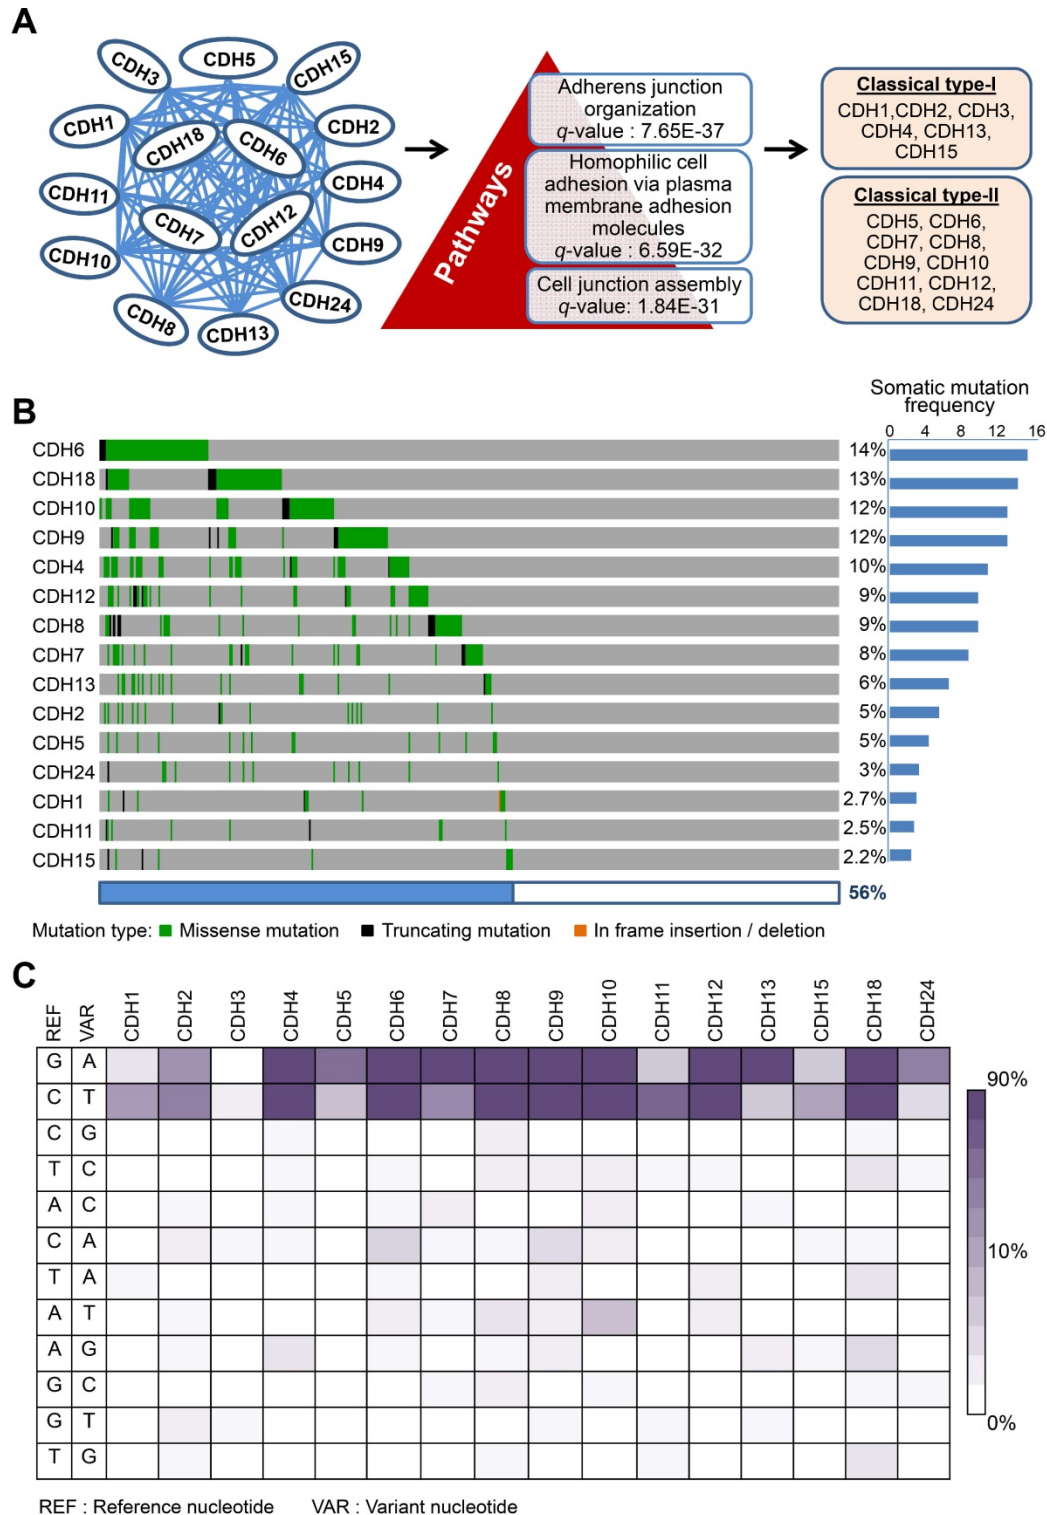 A
CDH3
CDH5
CDH15
CDH1
CDH18
CDH6
CDH2
CDH11
CDH4
CDH7
CDH12
CDH10
CDH9
CDH8
CDH13
CDH24
Pathways
Adherens junction
organization
q-value : 7.65E-37
Homophilic cell
adhesion via plasma
membrane adhesion
molecules
q-value : 6.59E-32
Cell junction assembly
q-value: 1.84E-31
Classical type-I
CDH1,CDH2, CDH3,
CDH4, CDH13,
CDH15
Classical type-II
CDH5, CDH6,
CDH7, CDH8,
CDH9, CDH10
CDH11, CDH12,
CDH18, CDH24
B
Somatic mutation
frequency
0 4 8 12 16
CDH6 14%
CDH18 13%
CDH10 12%
CDH9 12%
CDH4 10%
CDH12 9%
CDH8 9%
CDH7 8%
CDH13 6%
CDH2 5%
CDH5 5%
CDH24 3%
CDH1 2.7%
CDH11 2.5%
CDH15 2.2%
56%
Mutation type: Missense mutation Truncating mutation In frame insertion / deletion
C
REF VAR CDH1 CDH2 CDH3 CDH4 CDH5 CDH6 CDH7 CDH8 CDH9 CDH10 CDH11 CDH12 CDH13 CDH15 CDH18 CDH24
G A
C T
C G
T C
A C
C A
T A
A T
A G
G C
G T
T G
90%
10%
0%
REF : Reference nucleotide VAR : Variant nucleotide